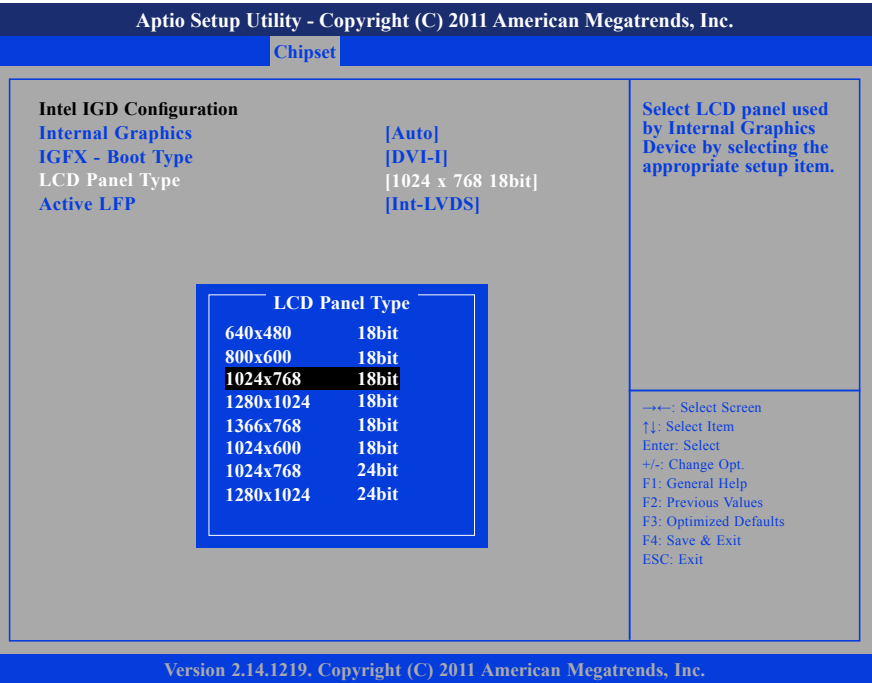 Aptio Setup Utility - Copyright (C) 2011 American Megatrends, Inc.
Chipset
Intel IGD Configuration
Internal Graphics [Auto]
IGFX - Boot Type [DVI-I]
LCD Panel Type [1024 x 768 18bit]
Active LFP [Int-LVDS]
LCD Panel Type
640x480 18bit
800x600 18bit
1024x768 18bit
1280x1024 18bit
1366x768 18bit
1024x600 18bit
1024x768 24bit
1280x1024 24bit
Select LCD panel used
by Internal Graphics
Device by selecting the
appropriate setup item.
→←: Select Screen
↑↓: Select Item
Enter: Select
+/-: Change Opt.
F1: General Help
F2: Previous Values
F3: Optimized Defaults
F4: Save & Exit
ESC: Exit
Version 2.14.1219. Copyright (C) 2011 American Megatrends, Inc.